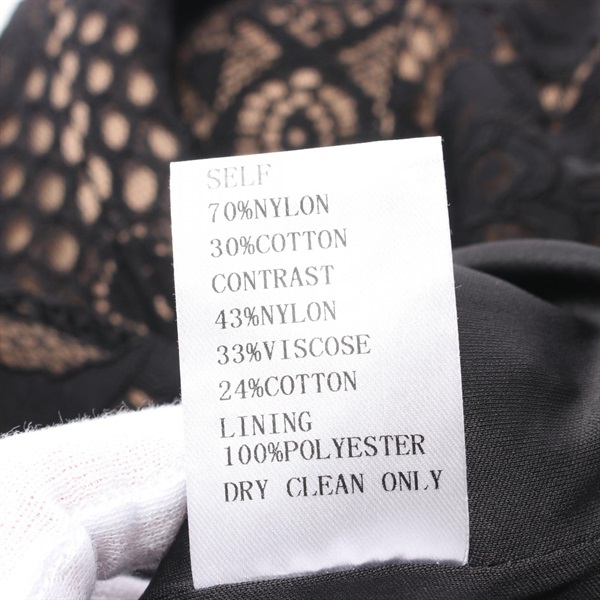 SELF
70%NYLON
30%COTTON
CONTRAST
43%NYLON
33%VISCOSE
24%COTTON
LINING
100%POLYESTER
DRY CLEAN ONLY